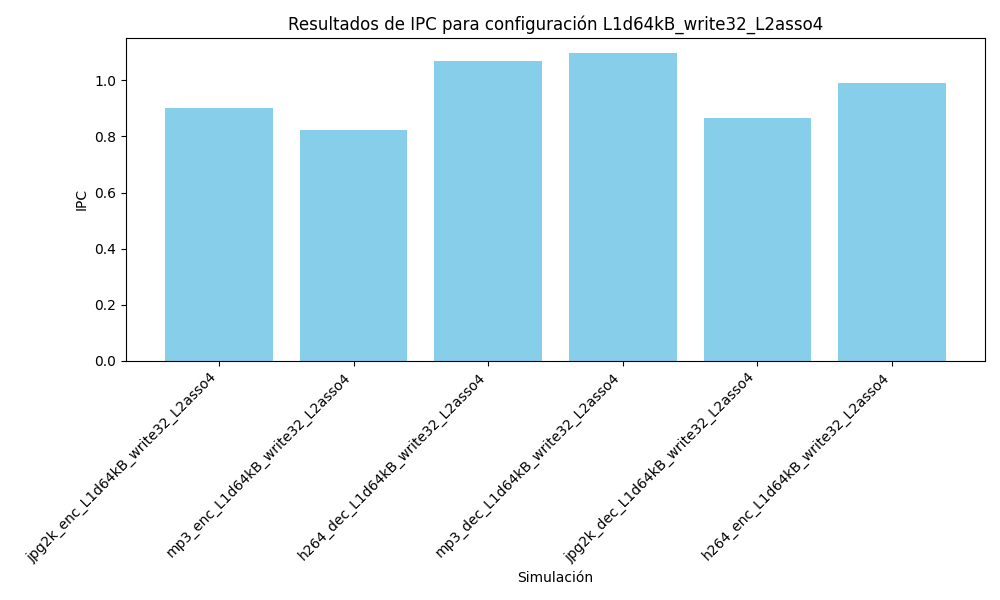 Resultados de IPC para configuración L1d64kB_write32_L2asso4
IPC
1.0
0.8
0.6
0.4
0.2
0.0
jpg2k_enc_L1d64kB_write32_L2asso4
mp3_enc_L1d64kB_write32_L2asso4
h264_dec_L1d64kB_write32_L2asso4
mp3_dec_L1d64kB_write32_L2asso4
jpg2k_dec_L1d64kB_write32_L2asso4
h264_enc_L1d64kB_write32_L2asso4
Simulación